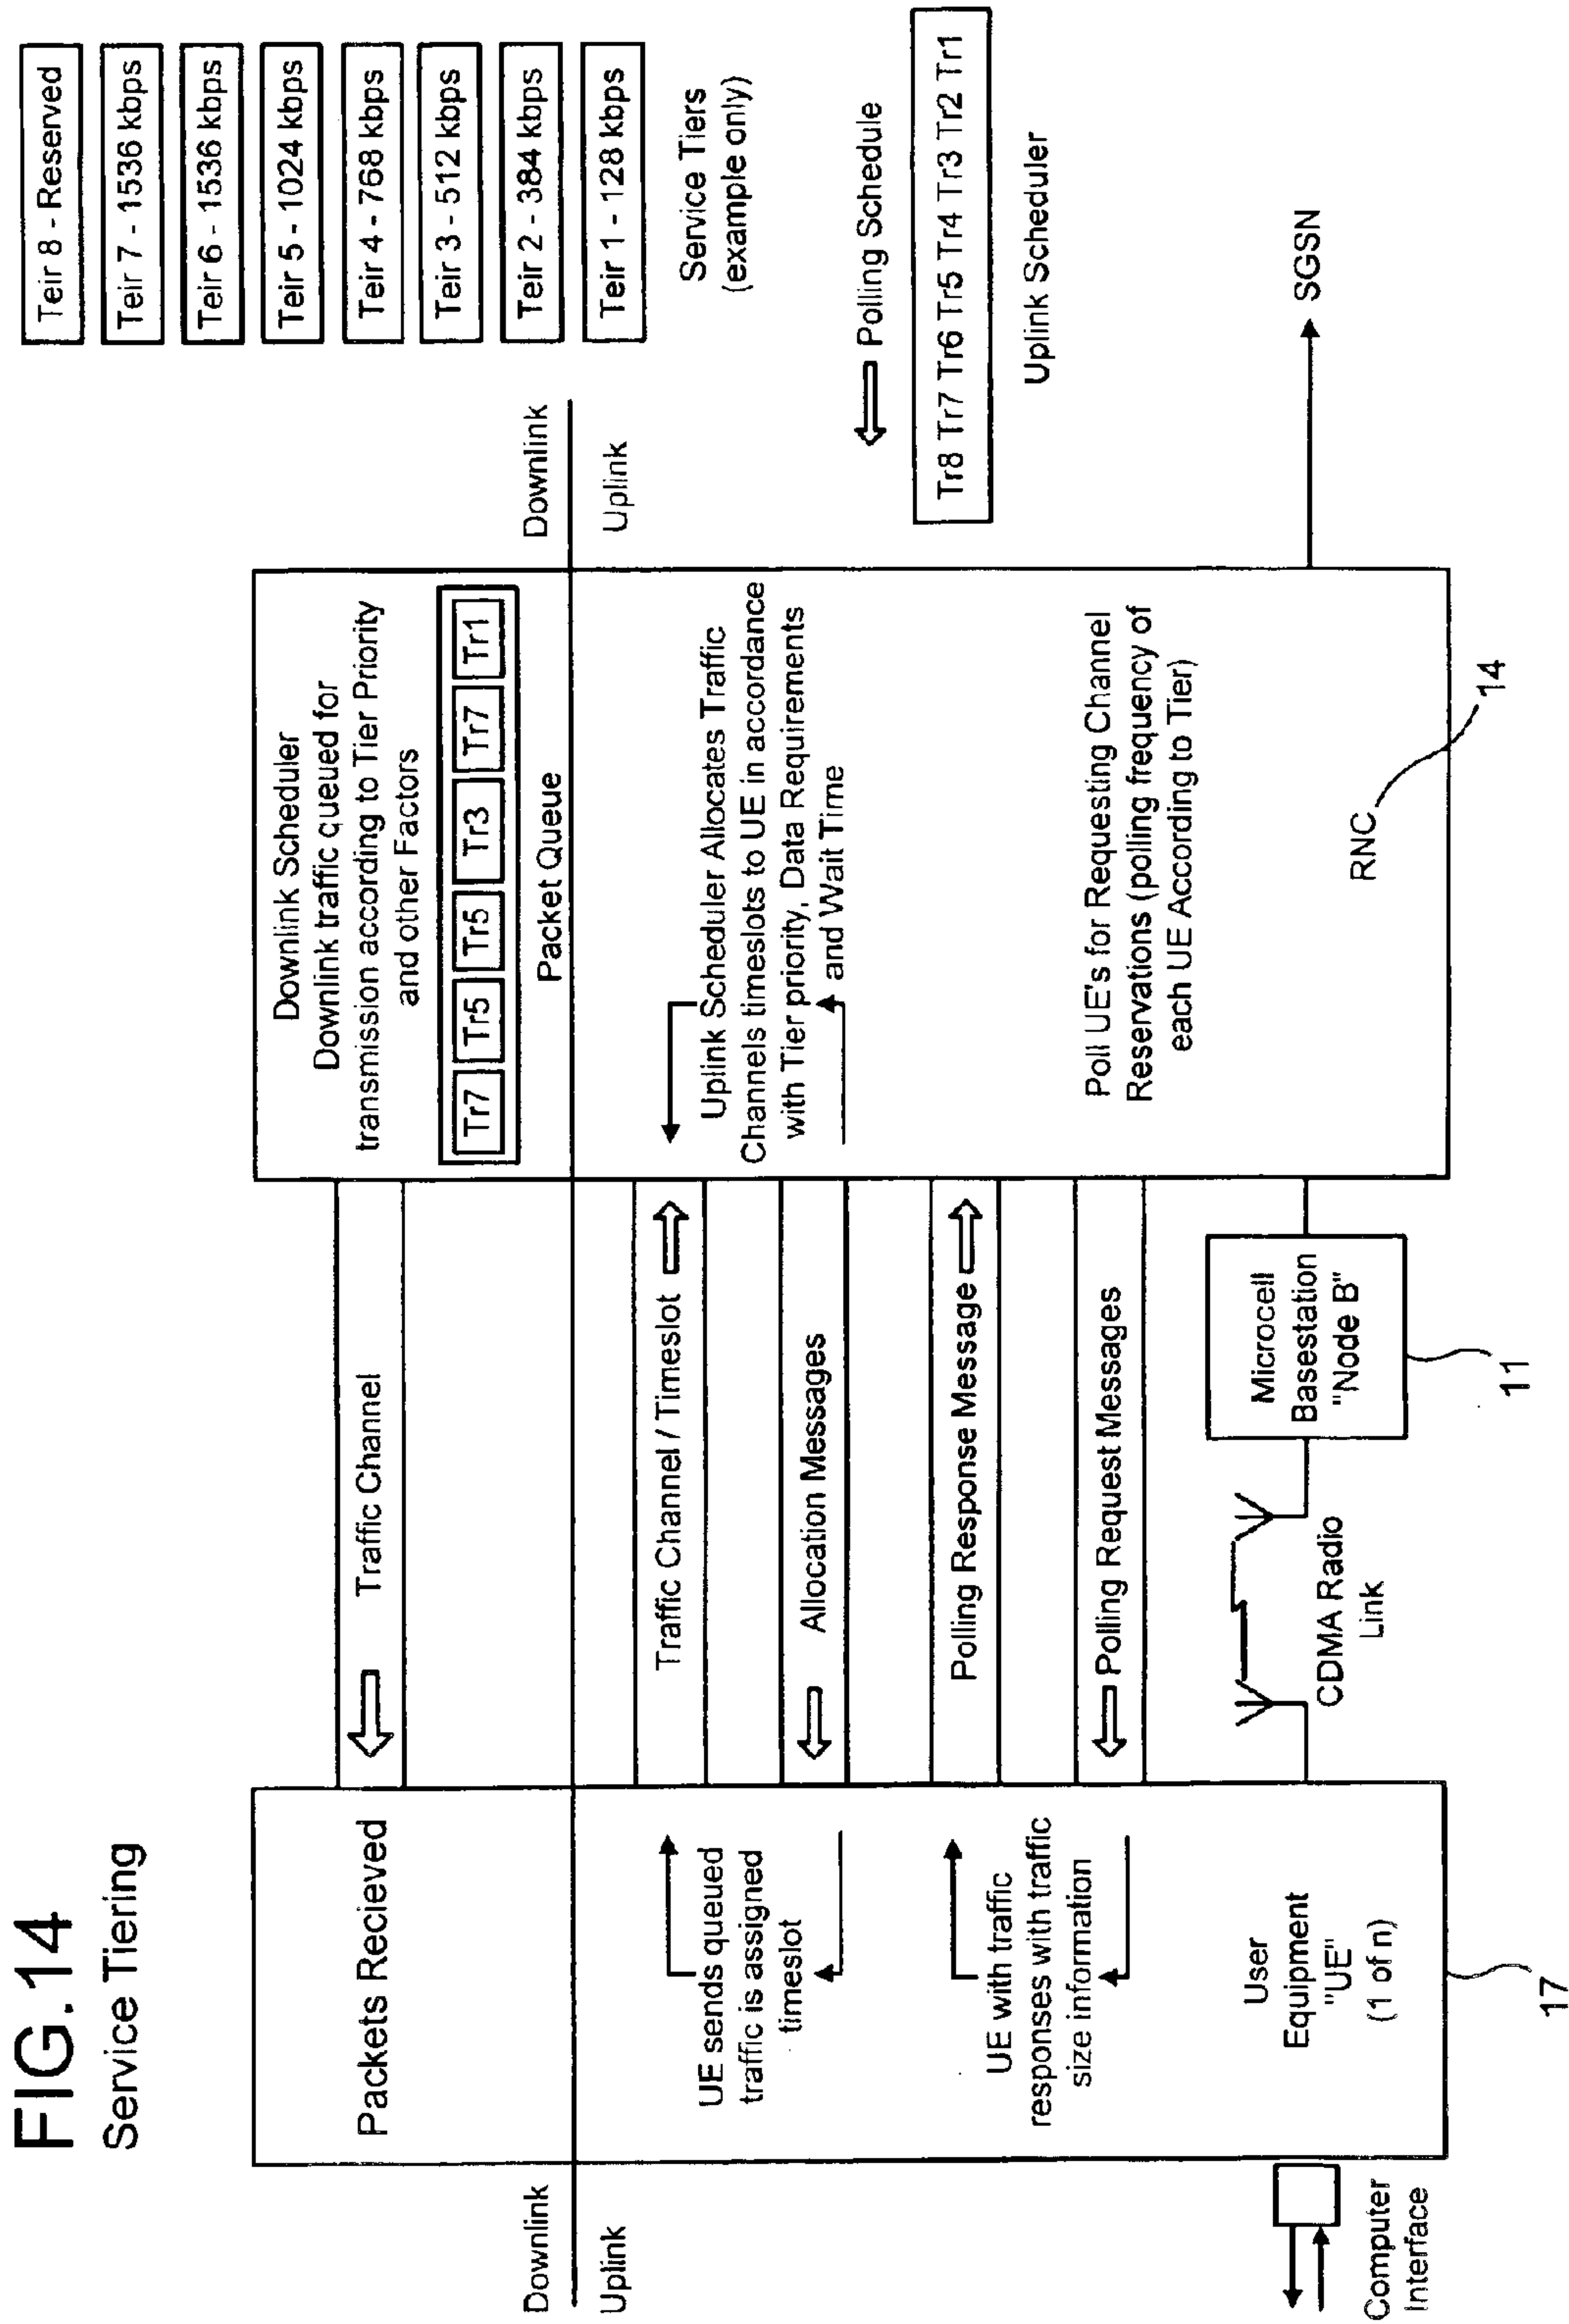 FIG.14
Service Tiering
Teir 8 - Reserved
Teir 7 - 1536 kbps
Teir 6 - 1536 kbps
Teir 5 - 1024 kbps
Teir 4 - 768 kbps
Teir 3 - 512 kbps
Teir 2 - 384 kbps
Teir 1 - 128 kbps
Service Tiers
(example only)
Polling Schedule
Tr8 Tr7 Tr6 Tr5 Tr4 Tr3 Tr2 Tr1
Uplink Scheduler
Downlink
Uplink
Packets Recieved
Traffic Channel
Downlink Scheduler
Downlink traffic queued for
transmission according to Tier Priority
and other Factors
Tr7 Tr5 Tr5 Tr3 Tr7 Tr1
Packet Queue
Downlink
Uplink
UE sends queued
traffic is assigned
timeslot
Traffic Channel / Timeslot
Allocation Messages
Uplink Scheduler Allocates Traffic
Channels timeslots to UE in accordance
with Tier priority, Data Requirements
and Wait Time
UE with traffic
responses with traffic
size information
Polling Response Message
Polling Request Messages
Poll UE's for Requesting Channel
Reservations (polling frequency of
each UE According to Tier)
User
Equipment
"UE"
(1 of n)
17
Computer
Interface
CDMA Radio
Link
Microcell
Basestation
"Node B"
11
RNC
14
SGSN